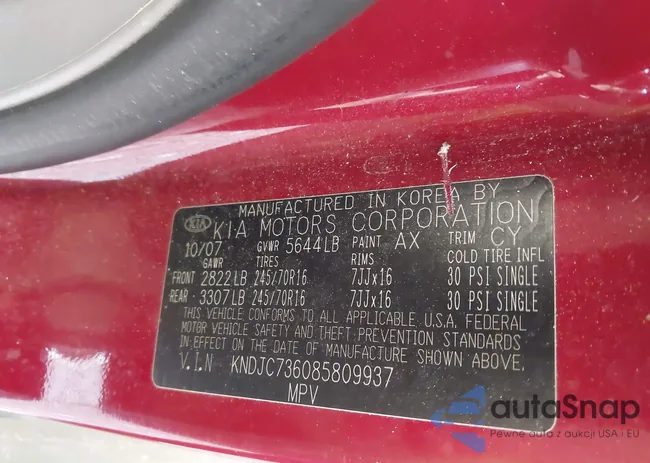 MANUFACTURED IN KOREA BY
KIA KIA MOTORS CORPORATION
10/07 GVWR 5644LB PAINT AX TRIM CY
GAWR TIRES RIMS COLD TIRE INFL
FRONT 2822LB 245/70R16 7JJx16 30 PSI SINGLE
REAR 3307LB 245/70R16 7JJx16 30 PSI SINGLE
THIS VEHICLE CONFORMS TO ALL APPLICABLE U.S.A. FEDERAL
MOTOR VEHICLE SAFETY AND THEFT PREVENTION STANDARDS
IN EFFECT ON THE DATE OF MANUFACTURE SHOWN ABOVE.
V.I.N KNDJC736085809937
MPV
autaSnap
Pewne auta z aukcji USA i EU